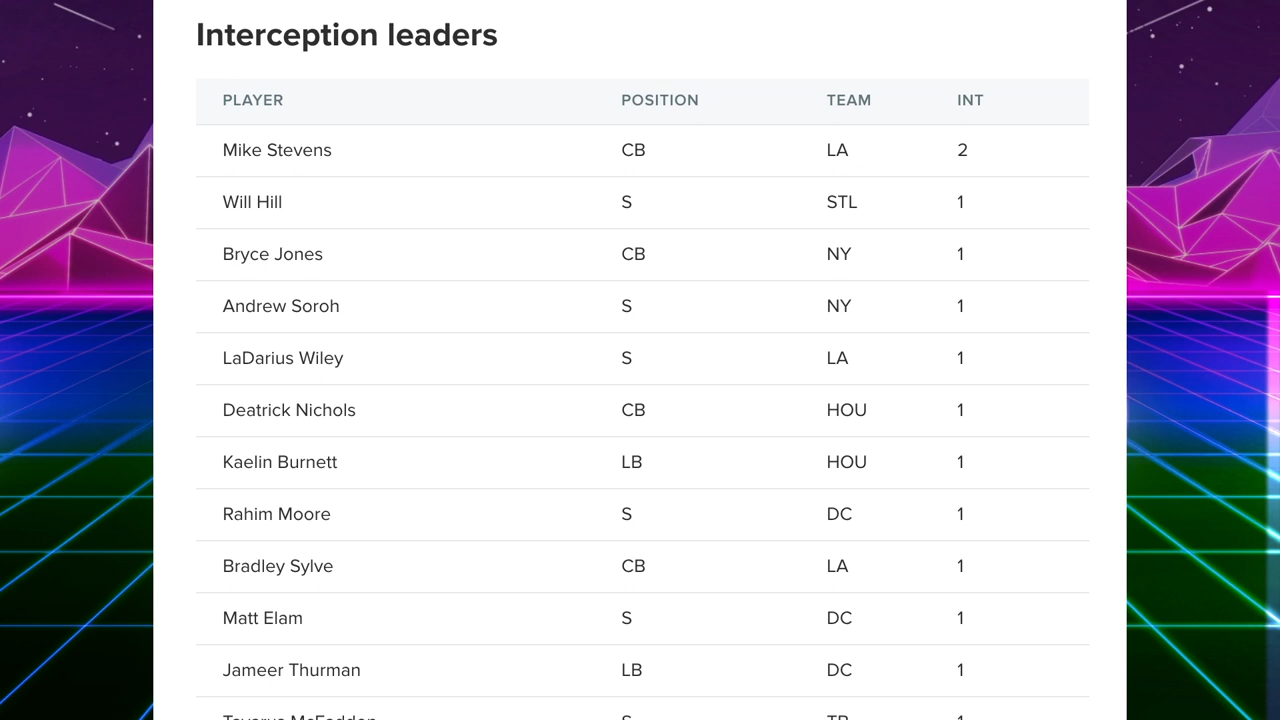 Interception leaders
PLAYER POSITION TEAM INT
Mike Stevens CB LA 2
Will Hill S STL 1
Bryce Jones CB NY 1
Andrew Soroh S NY 1
LaDarius Wiley S LA 1
Deatrick Nichols CB HOU 1
Kaelin Burnett LB HOU 1
Rahim Moore S DC 1
Bradley Sylve CB LA 1
Matt Elam S DC 1
Jameer Thurman LB DC 1